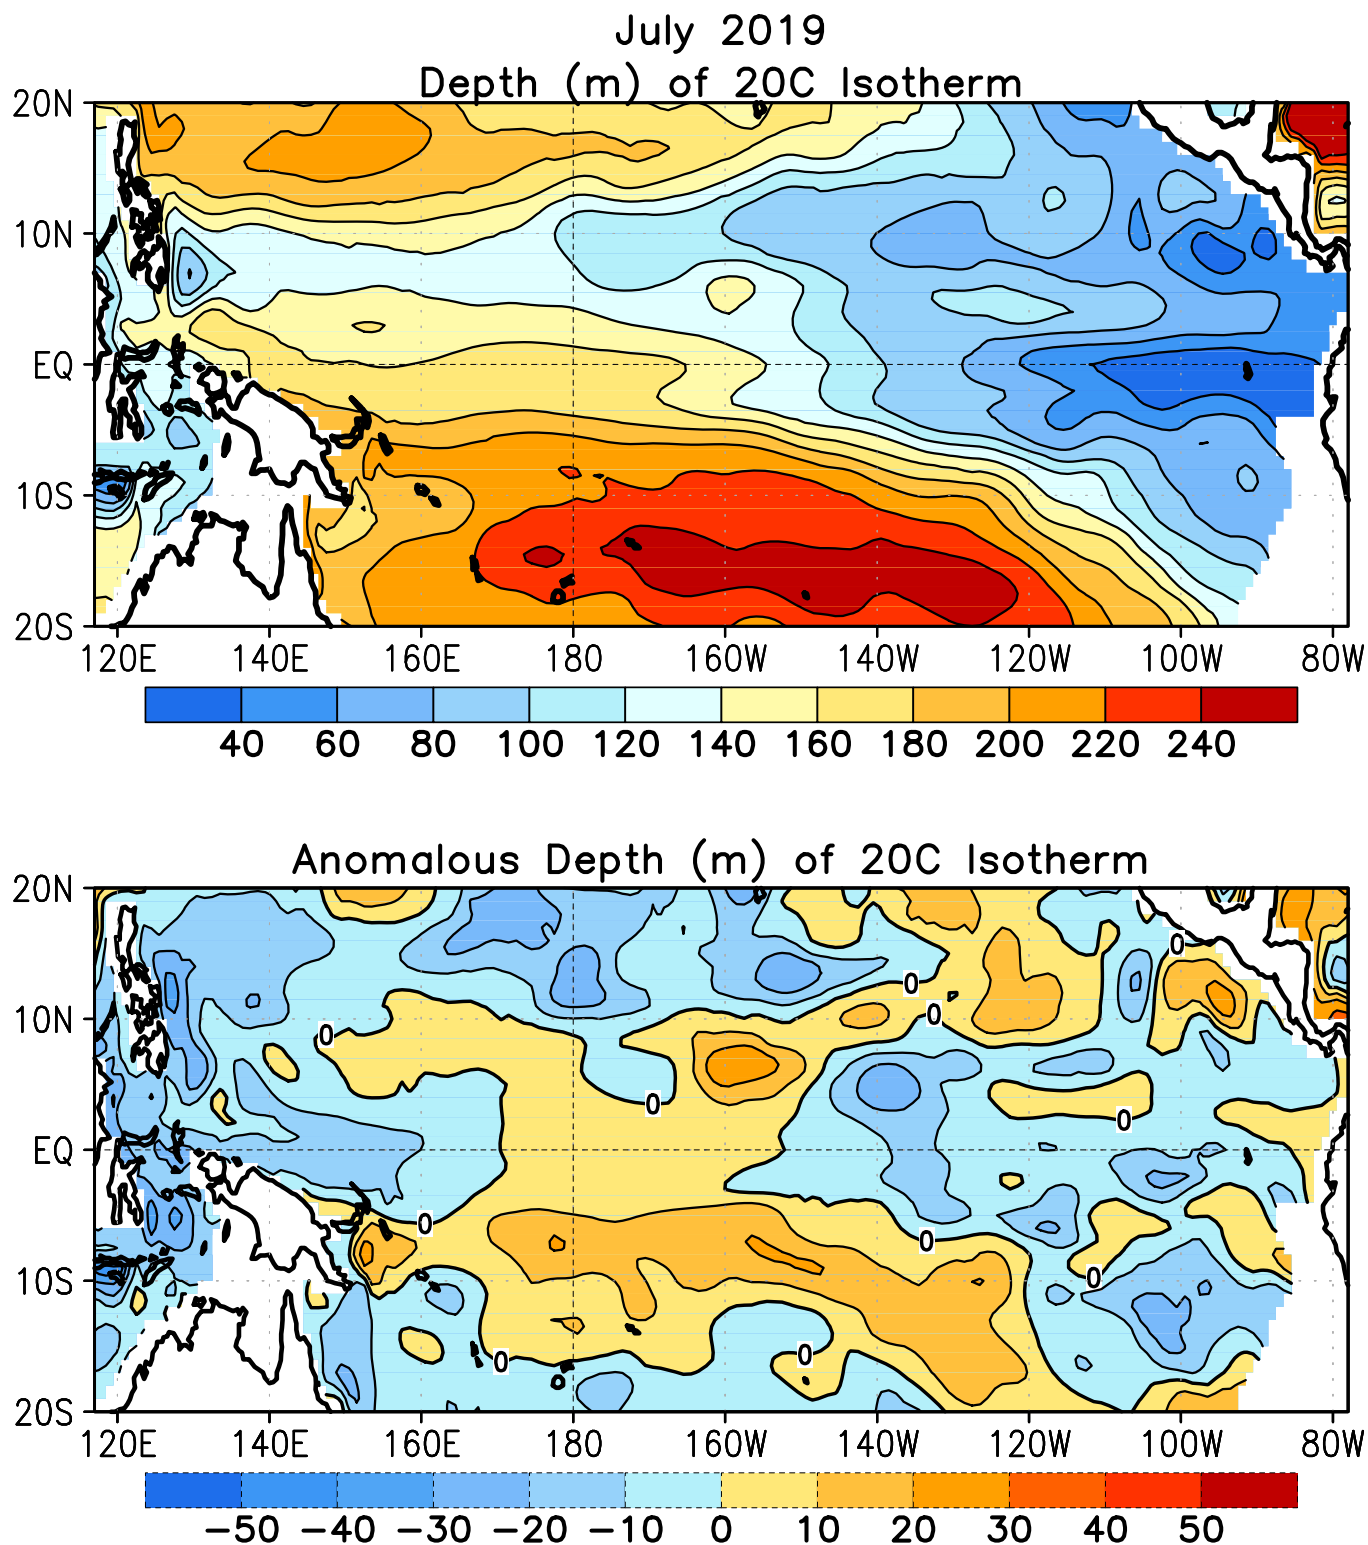 July 2019
Depth (m) of 20C Isotherm
20N
10N
EQ
10S
20S
120E 140E 160E 180 160W 140W 120W 100W 80W
40 60 80 100 120 140 160 180 200 220 240
Anomalous Depth (m) of 20C Isotherm
20N
0
0
0
10N
0
0
0
EQ
0
0
0
10S
0
0
20S
120E 140E 160E 180 160W 140W 120W 100W 80W
-50 -40 -30 -20 -10 0 10 20 30 40 50